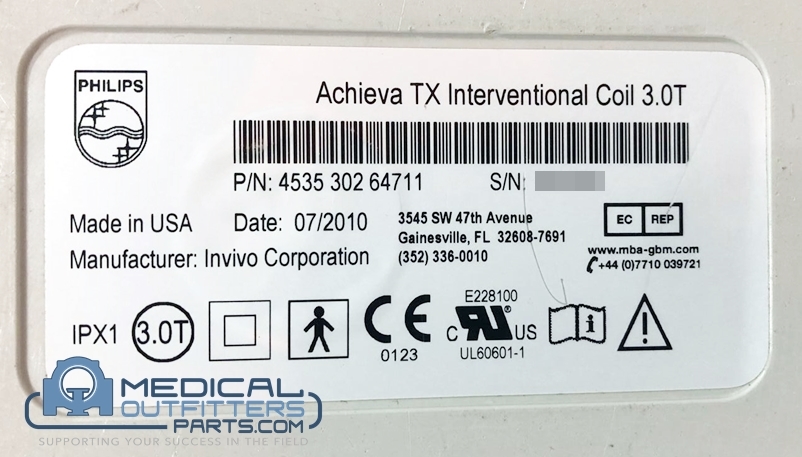 PHILIPS
Achieva TX Interventional Coil 3.0T
P/N: 4535 302 64711 S/N:
Made in USA Date: 07/2010
Manufacturer: Invivo Corporation
3545 SW 47th Avenue
Gainesville, FL 32608-7691
(352) 336-0010
EC REP
www.mba-gbm.com
+44 (0)7710 039721
IPX1 3.0T
CE
0123
E228100
C RU US
UL60601-1
i
!
MEDICAL
OUTFITTERS
PARTS.COM
SUPPORTING YOUR SUCCESS IN THE FIELD